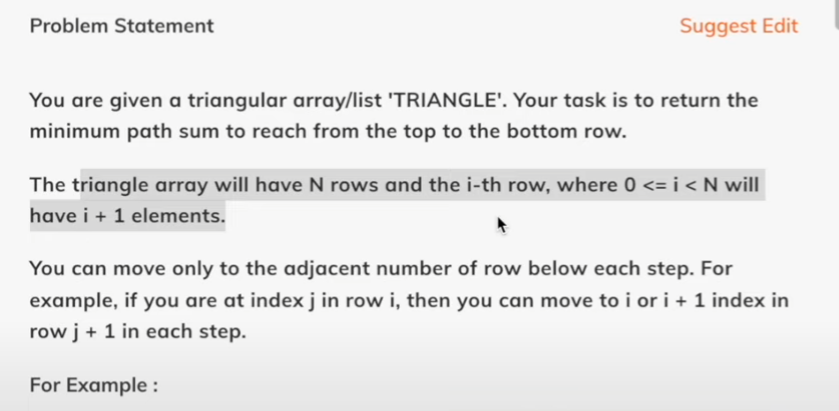 Problem Statement
Suggest Edit
You are given a triangular array/list 'TRIANGLE'. Your task is to return the
minimum path sum to reach from the top to the bottom row.
The triangle array will have N rows and the i-th row, where 0 <= i < N will
have i + 1 elements.
You can move only to the adjacent number of row below each step. For
example, if you are at index j in row i, then you can move to i or i + 1 index in
row j + 1 in each step.
For Example :